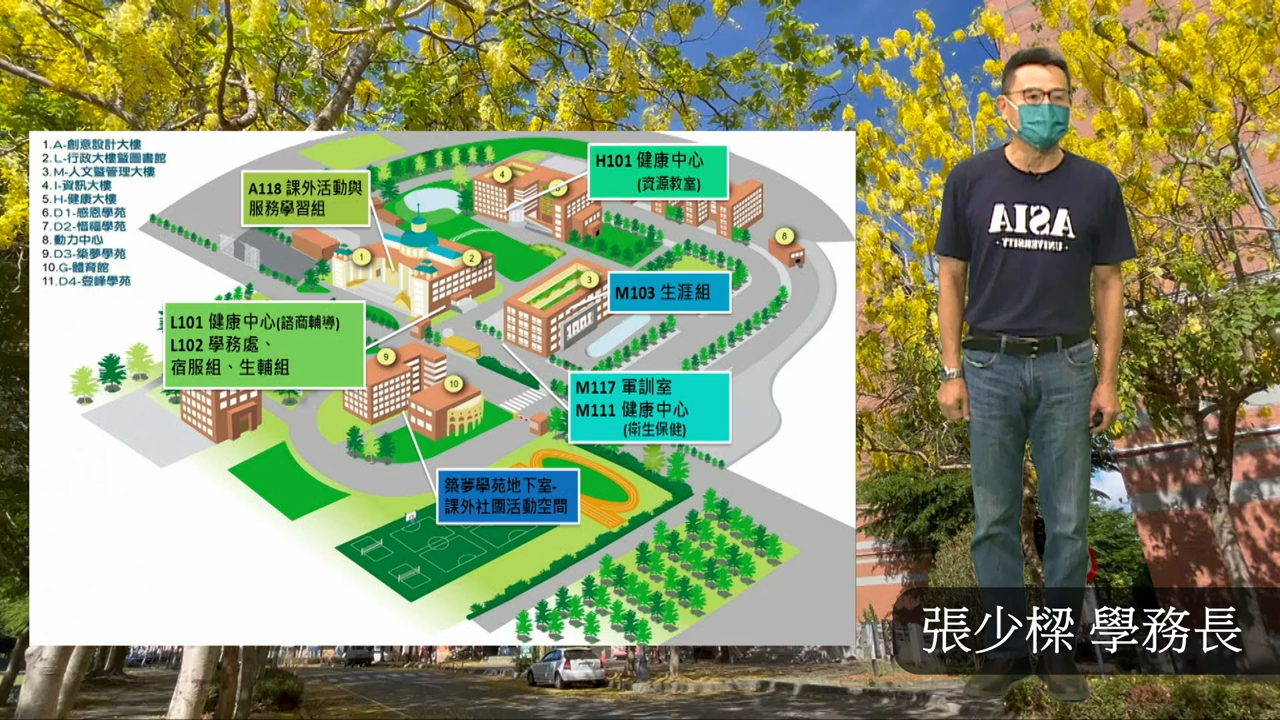 1.A-創意設計大樓
2.L-行政大樓暨圖書館
3.M-人文暨管理大樓
4.I-資訊大樓
5.H-健康大樓
6.D1-感恩學苑
7.D2-惜福學苑
8.動力中心
9.D3-築夢學苑
10.G-體育館
11.D4-登峰學苑
A118 課外活動與
服務學習組
H101 健康中心
(資源教室)
M103 生涯組
L101 健康中心(諮商輔導)
L102 學務處、
宿服組、生輔組
M117 軍訓室
M111 健康中心
(衛生保健)
築夢學苑地下室-
課外社團活動空間
4
8
1
2
3
9
10
ASIA
UNIVERSITY
張少樑 學務長